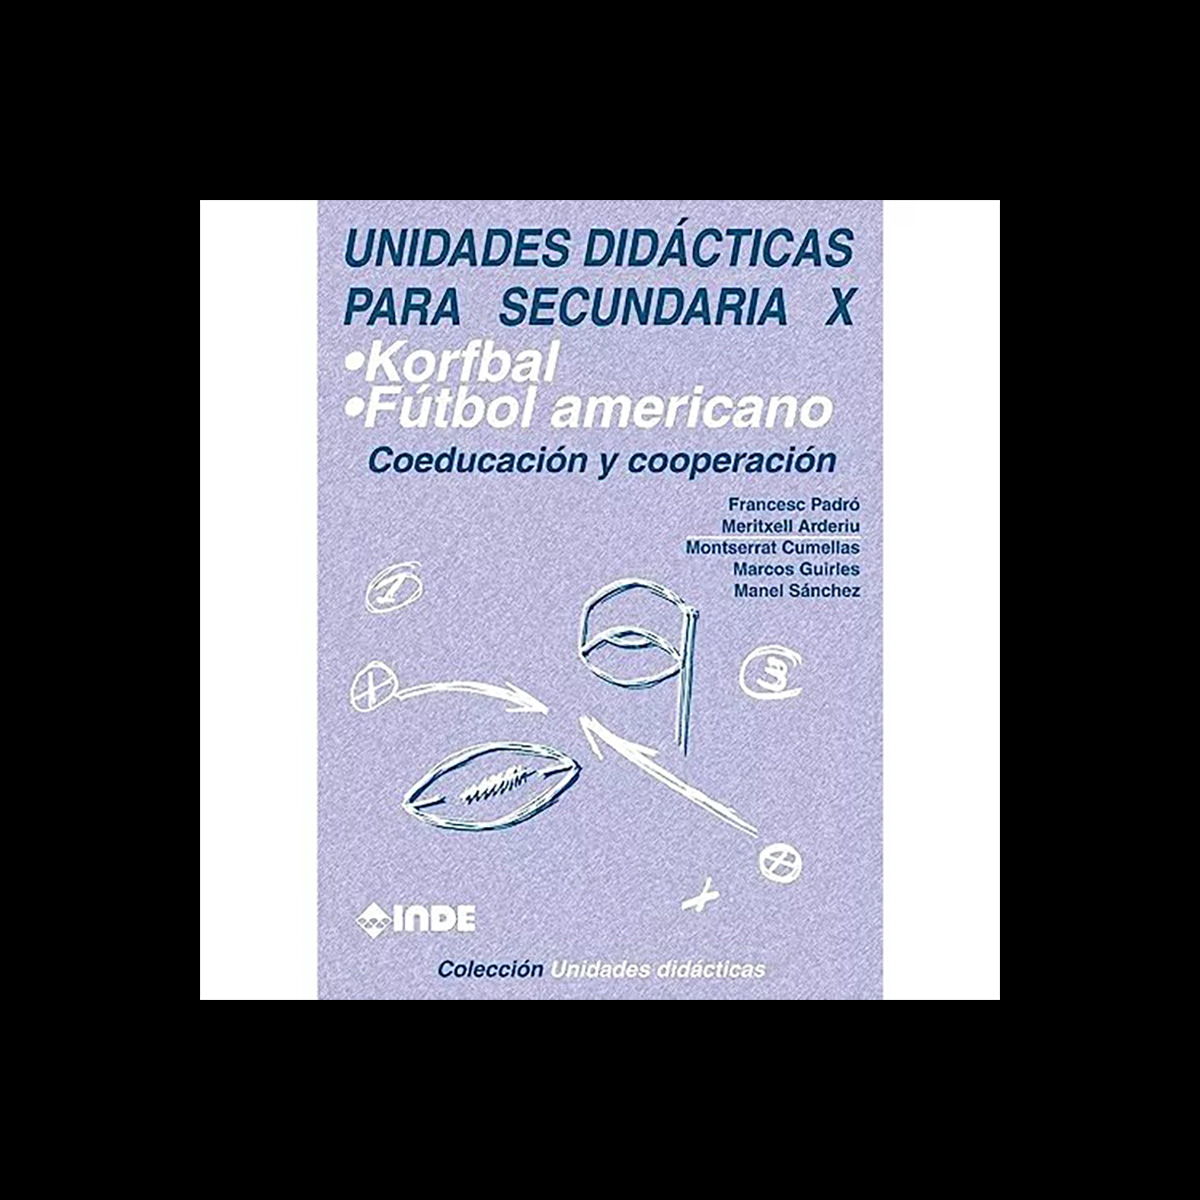 UNIDADES DIDÁCTICAS
PARA SECUNDARIA X
•Korfbal
•Fútbol americano
Coeducación y cooperación
Francesc Padró
Meritxell Arderiu
Montserrat Cumellas
Marcos Guirles
Manel Sánchez
1
3
INDE
Colección Unidades didácticas